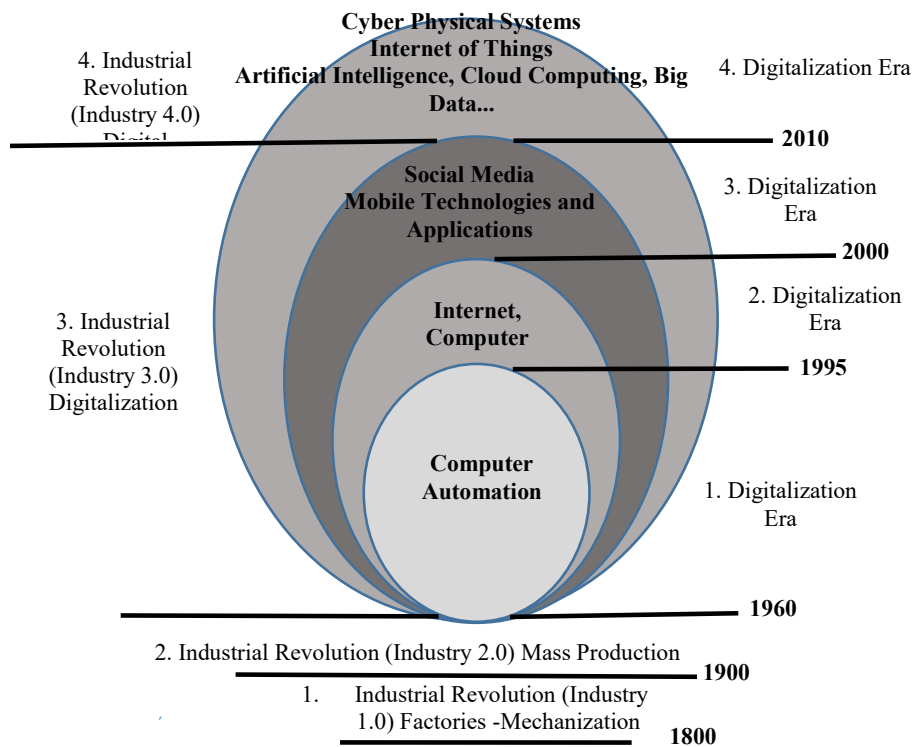 Cyber Physical Systems
Internet of Things
Artificial Intelligence, Cloud Computing, Big
Data...
4. Industrial
Revolution
(Industry 4.0)
Digital
4. Digitalization Era
2010
Social Media
Mobile Technologies and
Applications
3. Digitalization
Era
2000
Internet,
Computer
2. Digitalization
Era
1995
3. Industrial
Revolution
(Industry 3.0)
Digitalization
Computer
Automation
1. Digitalization
Era
1960
2. Industrial Revolution (Industry 2.0) Mass Production
1900
1. Industrial Revolution (Industry
1.0) Factories -Mechanization
1800